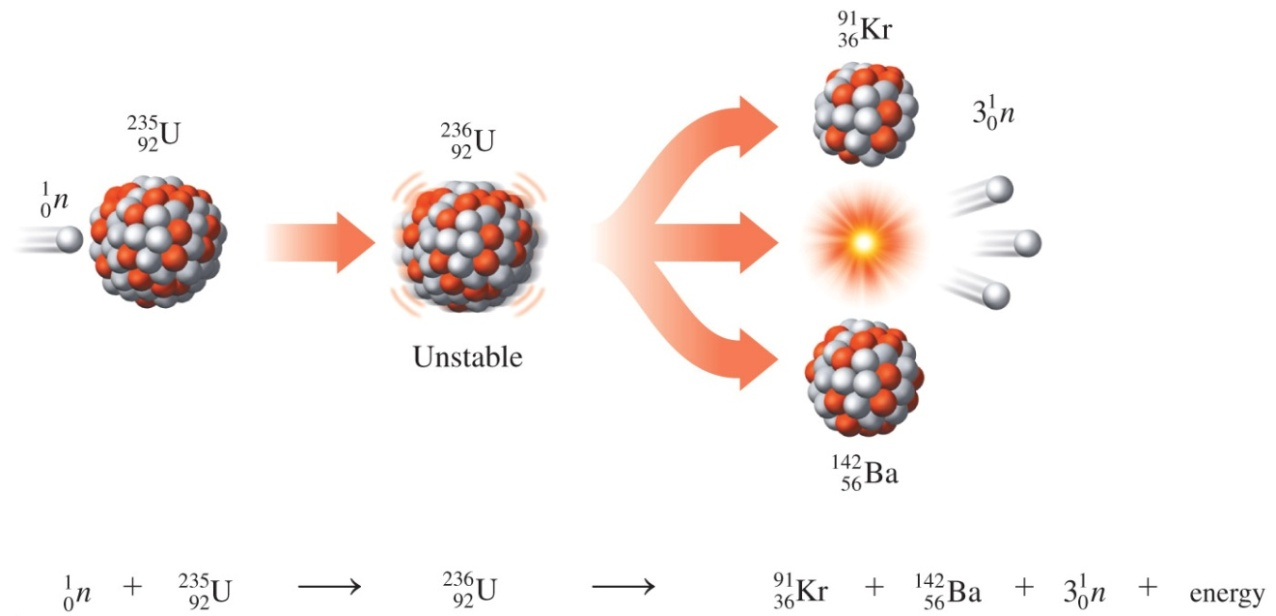 ⁹¹₃₆Kr
3¹₀n
²³⁵₉₂U
²³⁶₉₂U
¹₀n
Unstable
¹⁴²₅₆Ba
¹₀n + ²³⁵₉₂U ⟶ ²³⁶₉₂U ⟶ ⁹¹₃₆Kr + ¹⁴²₅₆Ba + 3¹₀n + energy